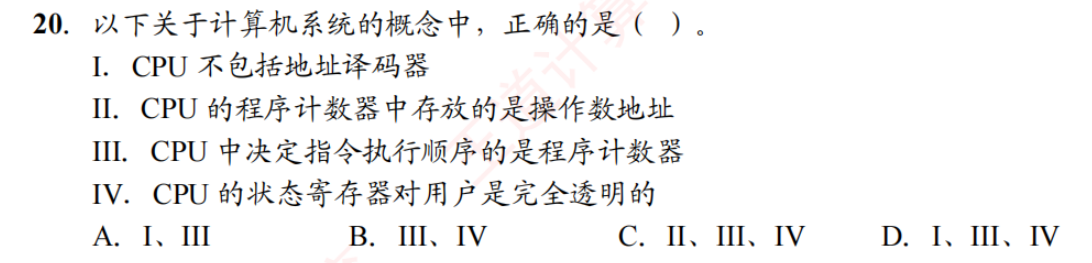 20. 以下关于计算机系统的概念中，正确的是（ ）。
I. CPU 不包括地址译码器
II. CPU 的程序计数器中存放的是操作数地址
III. CPU 中决定指令执行顺序的是程序计数器
IV. CPU 的状态寄存器对用户是完全透明的
A. I、III B. III、IV C. II、III、IV D. I、III、IV